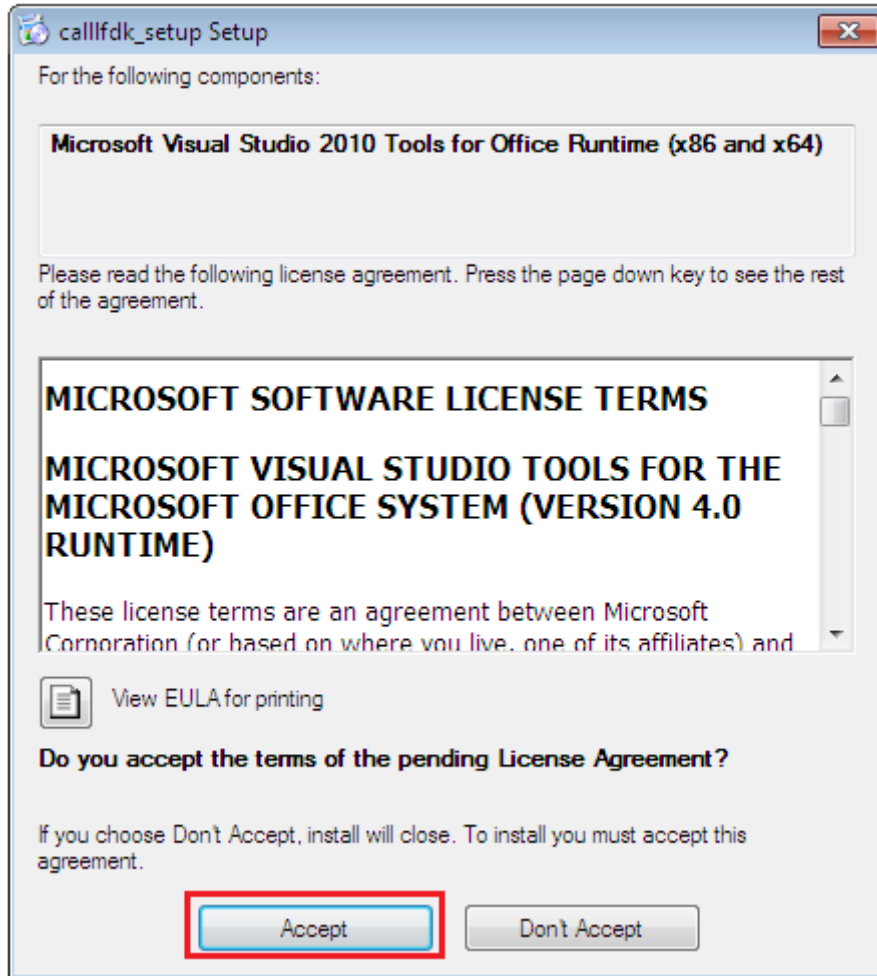 calllfdk_setup Setup
For the following components:
Microsoft Visual Studio 2010 Tools for Office Runtime (x86 and x64)
Please read the following license agreement. Press the page down key to see the rest
of the agreement.
MICROSOFT SOFTWARE LICENSE TERMS
MICROSOFT VISUAL STUDIO TOOLS FOR THE
MICROSOFT OFFICE SYSTEM (VERSION 4.0
RUNTIME)
These license terms are an agreement between Microsoft
Corporation (or based on where you live, one of its affiliates) and
View EULA for printing
Do you accept the terms of the pending License Agreement?
If you choose Don't Accept, install will close. To install you must accept this
agreement.
Accept
Don't Accept